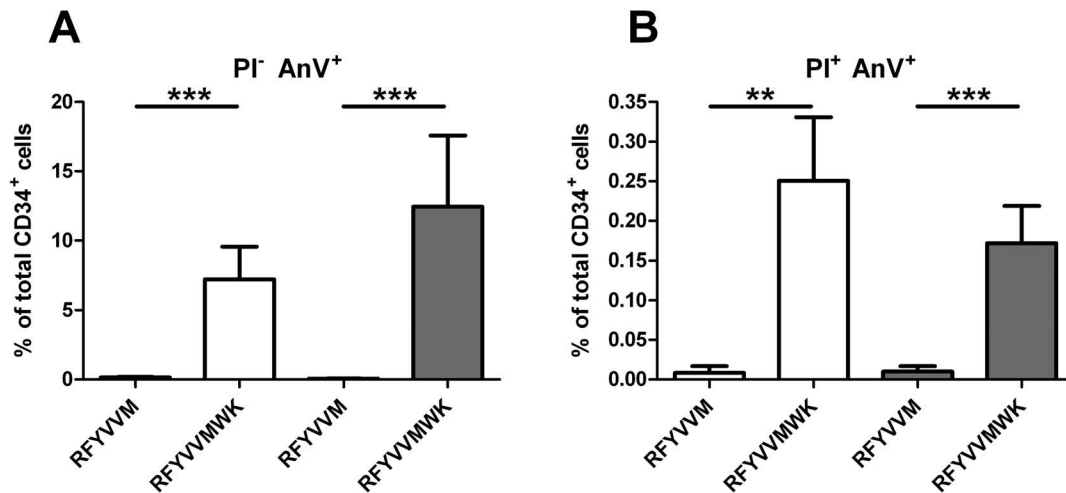 A
PI- AnV+
% of total CD34+ cells
20
15
10
5
0
***
***
RFYVVM
RFYVVMWK
RFYVVM
RFYVVMWK
B
PI+ AnV+
% of total CD34+ cells
0.35
0.30
0.25
0.20
0.15
0.10
0.05
0.00
**
***
RFYVVM
RFYVVMWK
RFYVVM
RFYVVMWK